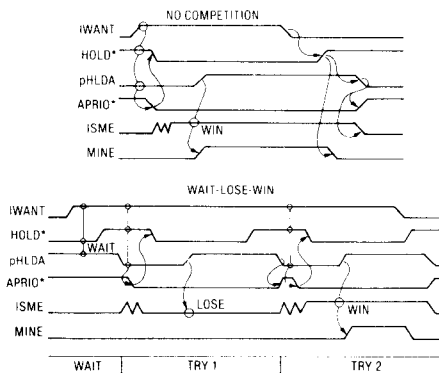 NO COMPETITION
IWANT
HOLD*
pHLDA
APRIO*
ISME
WIN
MINE
WAIT-LOSE-WIN
IWANT
HOLD*
WAIT
pHLDA
APRIO*
ISME
LOSE
WIN
MINE
WAIT TRY 1 TRY 2